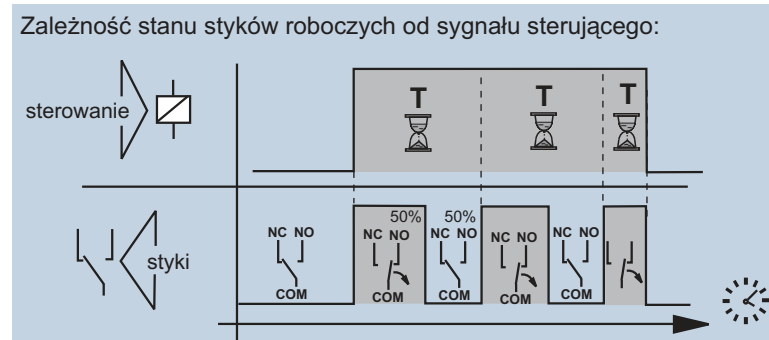 Zależność stanu styków roboczych od sygnału sterującego:
sterowanie
T T T
50% 50%
NC NO NC NO NC NO NC NO NC NO
styki
COM COM COM COM COM